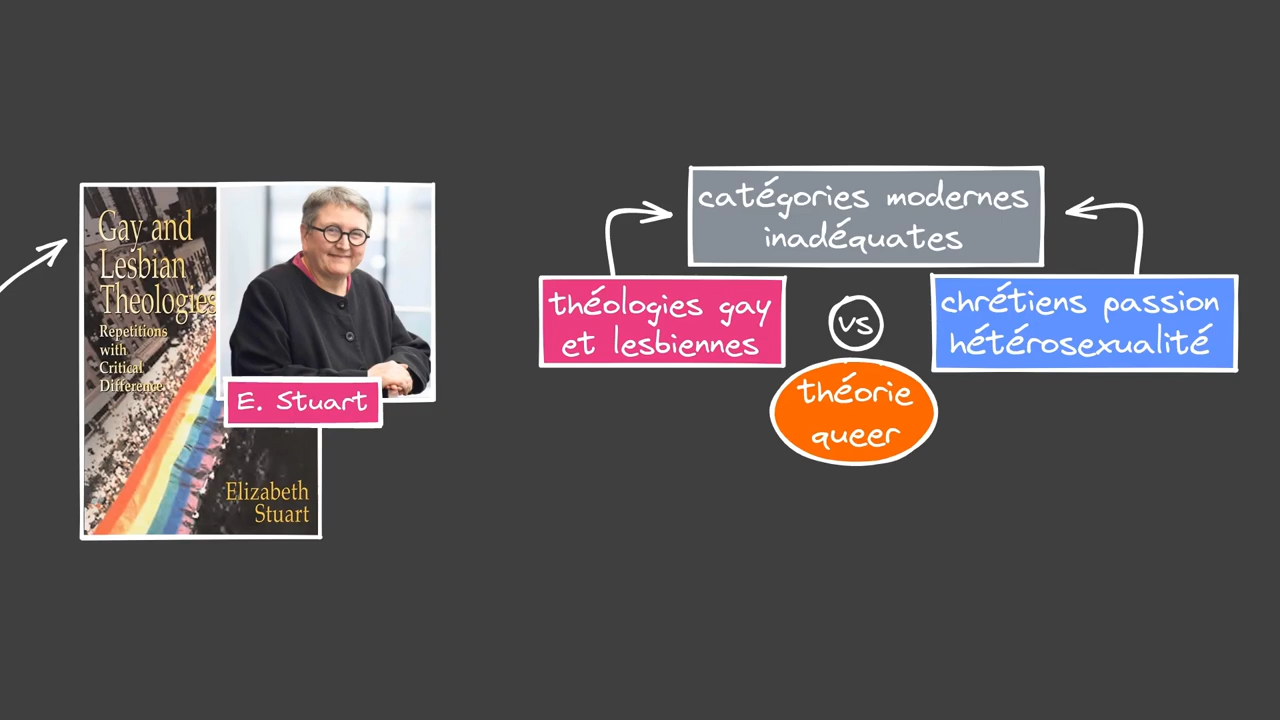 Gay and
Lesbian
Theologies
Repetitions
with
Critical
Difference
E. Stuart
Elizabeth
Stuart
catégories modernes
inadéquates
théologies gay
et lesbiennes
vs
chrétiens passion
hétérosexualité
théorie
queer